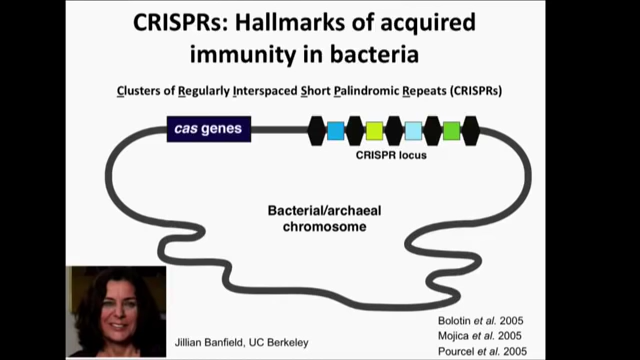 CRISPRs: Hallmarks of acquired
immunity in bacteria
Clusters of Regularly Interspaced Short Palindromic Repeats (CRISPRs)
cas genes
CRISPR locus
Bacterial/archaeal
chromosome
Jillian Banfield, UC Berkeley
Bolotin et al. 2005
Mojica et al. 2005
Pourcel et al. 2005